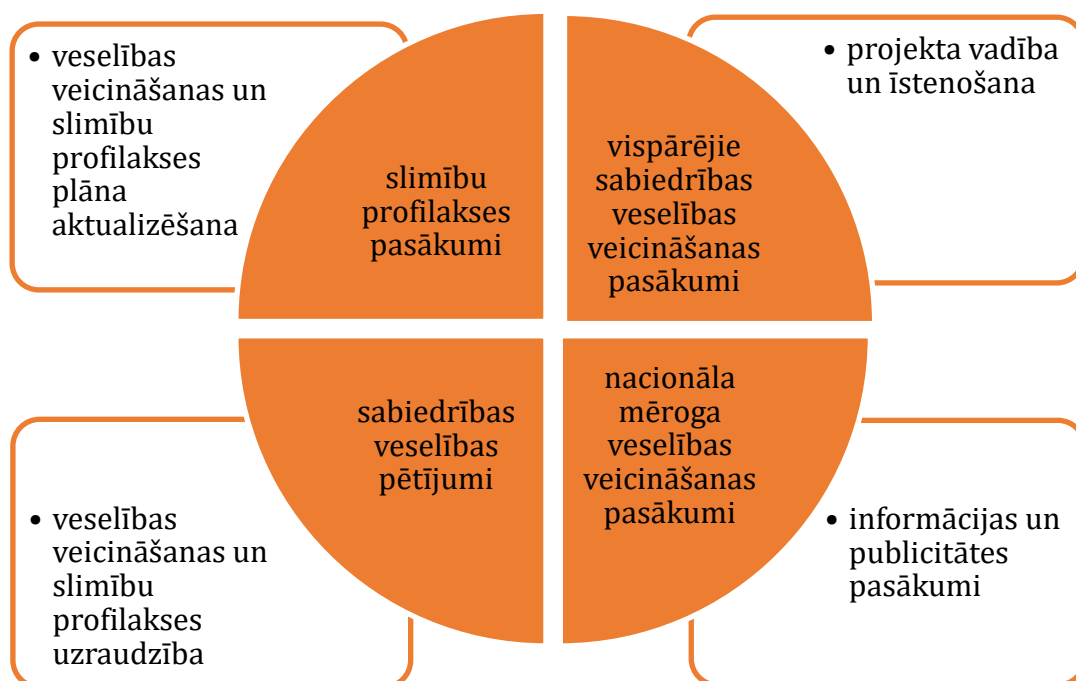 • veselības
veicināšanas un
slimību
profilakses
plāna
aktualizēšana
slimību
profilakses
pasākumi
vispārējie
sabiedrības
veselības
veicināšanas
pasākumi
• projekta vadība
un īstenošana
• veselības
veicināšanas un
slimību
profilakses
uzraudzība
sabiedrības
veselības
pētījumi
nacionāla
mēroga
veselības
veicināšanas
pasākumi
• informācijas un
publicitātes
pasākumi